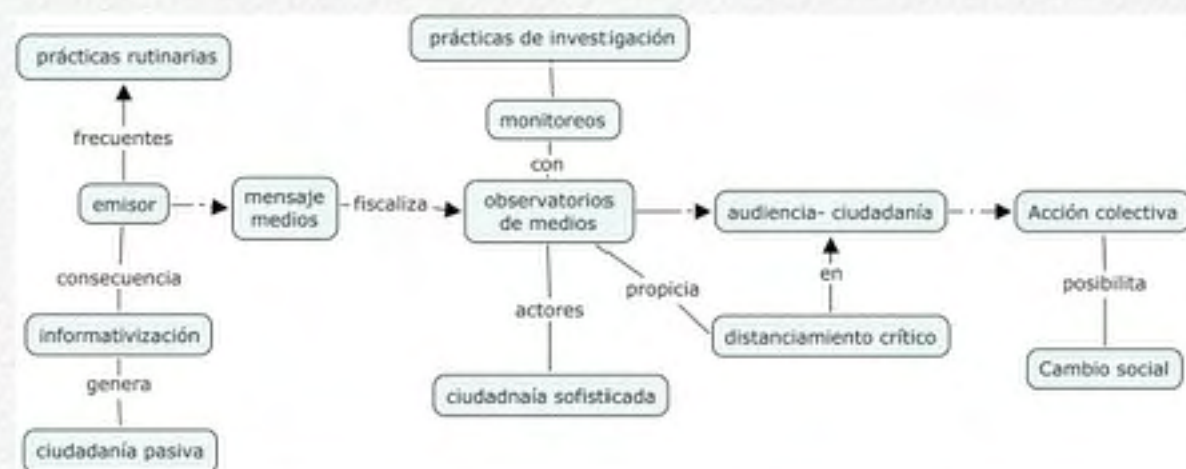 prácticas de investigación
prácticas rutinarias
monitoreos
frecuentes
con
emisor
mensaje
medios
fiscaliza
observatorios
de medios
audiencia- ciudadanía
Acción colectiva
consecuencia
en
propicia
posibilita
actores
informativización
distanciamiento crítico
Cambio social
genera
ciudadnaía sofistiicada
ciudadanía pasiva